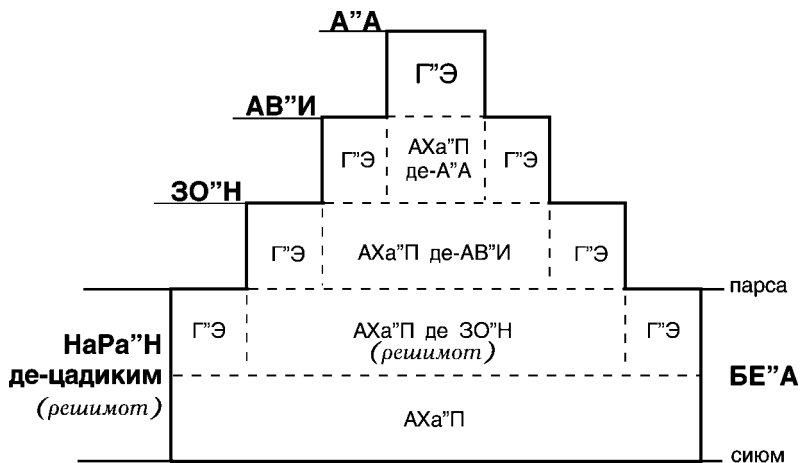 А”А
Г”Э
АВ”И
Г”Э
АХа”П
де-А”А
Г”Э
ЗО”Н
Г”Э
АХа”П де-АВ”И
Г”Э
парса
Г”Э
АХа”П де ЗО”Н
(решимот)
Г”Э
НаРа”Н
де-цадиким
(решимот)
БЕ”А
АХа”П
сиюм